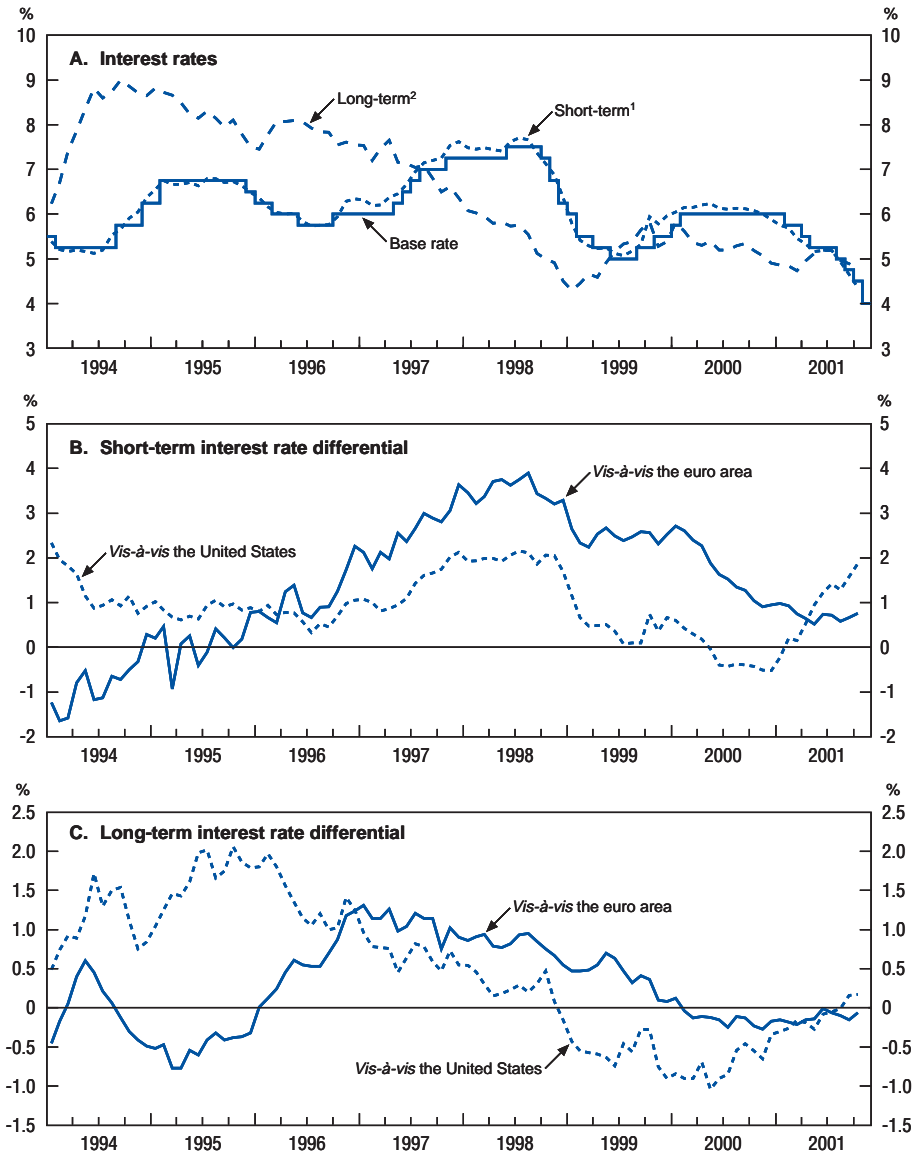 % %
A. Interest rates
10 10
9 9
8 8
7 7
6 6
5 5
4 4
3 3
Long-term2
Short-term1
Base rate
1994 1995 1996 1997 1998 1999 2000 2001
% %
B. Short-term interest rate differential
5 5
4 4
3 3
2 2
1 1
0 0
-1 -1
-2 -2
Vis-à-vis the euro area
Vis-à-vis the United States
1994 1995 1996 1997 1998 1999 2000 2001
% %
C. Long-term interest rate differential
2.5 2.5
2.0 2.0
1.5 1.5
1.0 1.0
0.5 0.5
0 0
-0.5 -0.5
-1.0 -1.0
-1.5 -1.5
Vis-à-vis the euro area
Vis-à-vis the United States
1994 1995 1996 1997 1998 1999 2000 2001